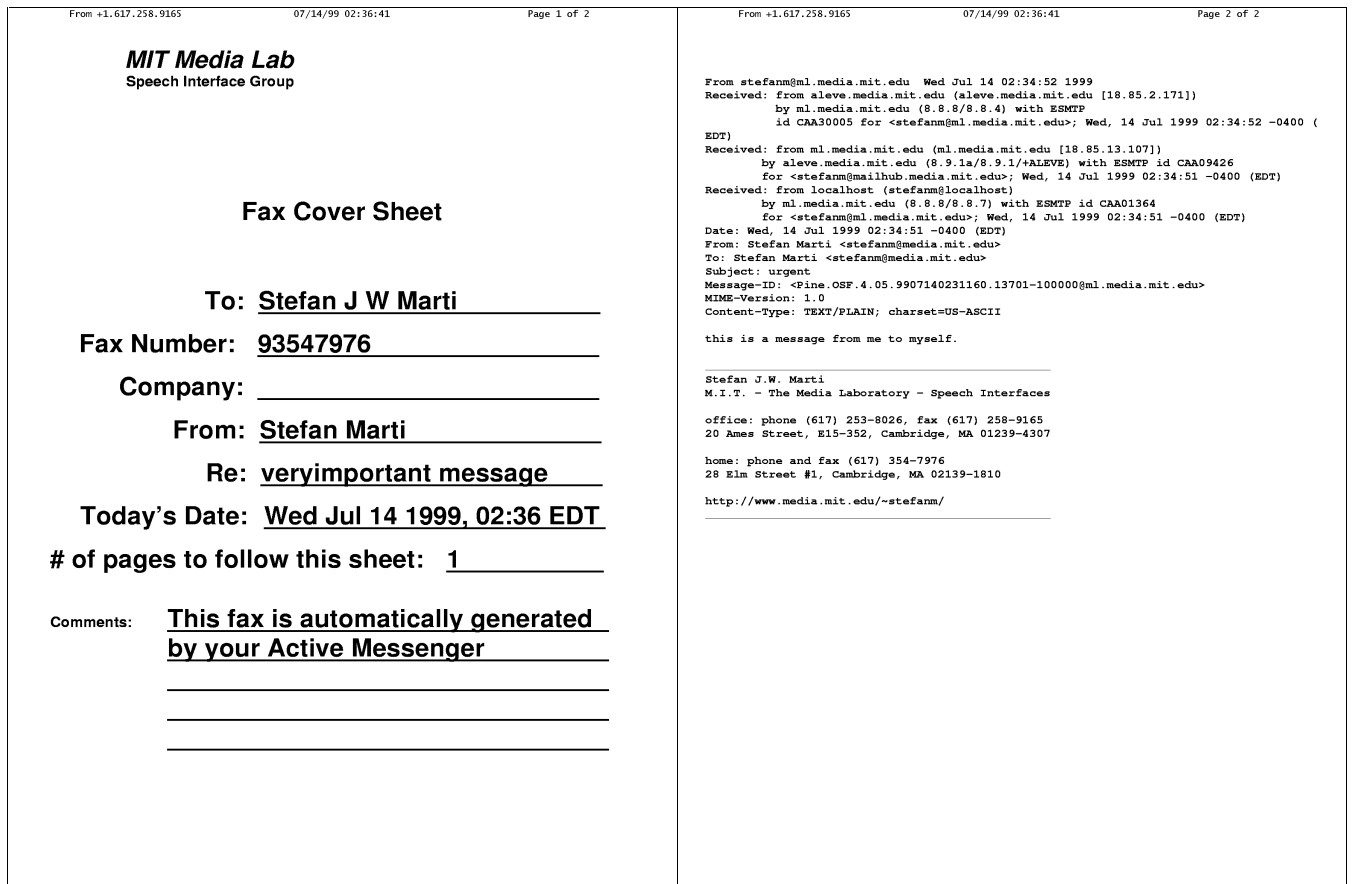 From +1.617.258.9165 07/14/99 02:36:41 Page 1 of 2
MIT Media Lab
Speech Interface Group
Fax Cover Sheet
To: Stefan J W Marti
Fax Number: 93547976
Company:
From: Stefan Marti
Re: veryimportant message
Today's Date: Wed Jul 14 1999, 02:36 EDT
# of pages to follow this sheet: 1
Comments: This fax is automatically generated
by your Active Messenger
From +1.617.258.9165 07/14/99 02:36:41 Page 2 of 2
From stefanm@ml.media.mit.edu  Wed Jul 14 02:34:52 1999
Received: from aleve.media.mit.edu (aleve.media.mit.edu [18.85.2.171])
by ml.media.mit.edu (8.8.8/8.8.4) with ESMTP
id CAA30005 for <stefanm@ml.media.mit.edu>; Wed, 14 Jul 1999 02:34:52 -0400 (
EDT)
Received: from ml.media.mit.edu (ml.media.mit.edu [18.85.13.107])
by aleve.media.mit.edu (8.9.1a/8.9.1/+ALEVE) with ESMTP id CAA09426
for <stefanm@mailhub.media.mit.edu>; Wed, 14 Jul 1999 02:34:51 -0400 (EDT)
Received: from localhost (stefanm@localhost)
by ml.media.mit.edu (8.8.8/8.8.7) with ESMTP id CAA01364
for <stefanm@ml.media.mit.edu>; Wed, 14 Jul 1999 02:34:51 -0400 (EDT)
Date: Wed, 14 Jul 1999 02:34:51 -0400 (EDT)
From: Stefan Marti <stefanm@media.mit.edu>
To: Stefan Marti <stefanm@media.mit.edu>
Subject: urgent
Message-ID: <Pine.OSF.4.05.9907140231160.13701-100000@ml.media.mit.edu>
MIME-Version: 1.0
Content-Type: TEXT/PLAIN; charset=US-ASCII
this is a message from me to myself.
Stefan J.W. Marti
M.I.T. - The Media Laboratory - Speech Interfaces
office: phone (617) 253-8026, fax (617) 258-9165
20 Ames Street, E15-352, Cambridge, MA 01239-4307
home: phone and fax (617) 354-7976
28 Elm Street #1, Cambridge, MA 02139-1810
http://www.media.mit.edu/~stefanm/